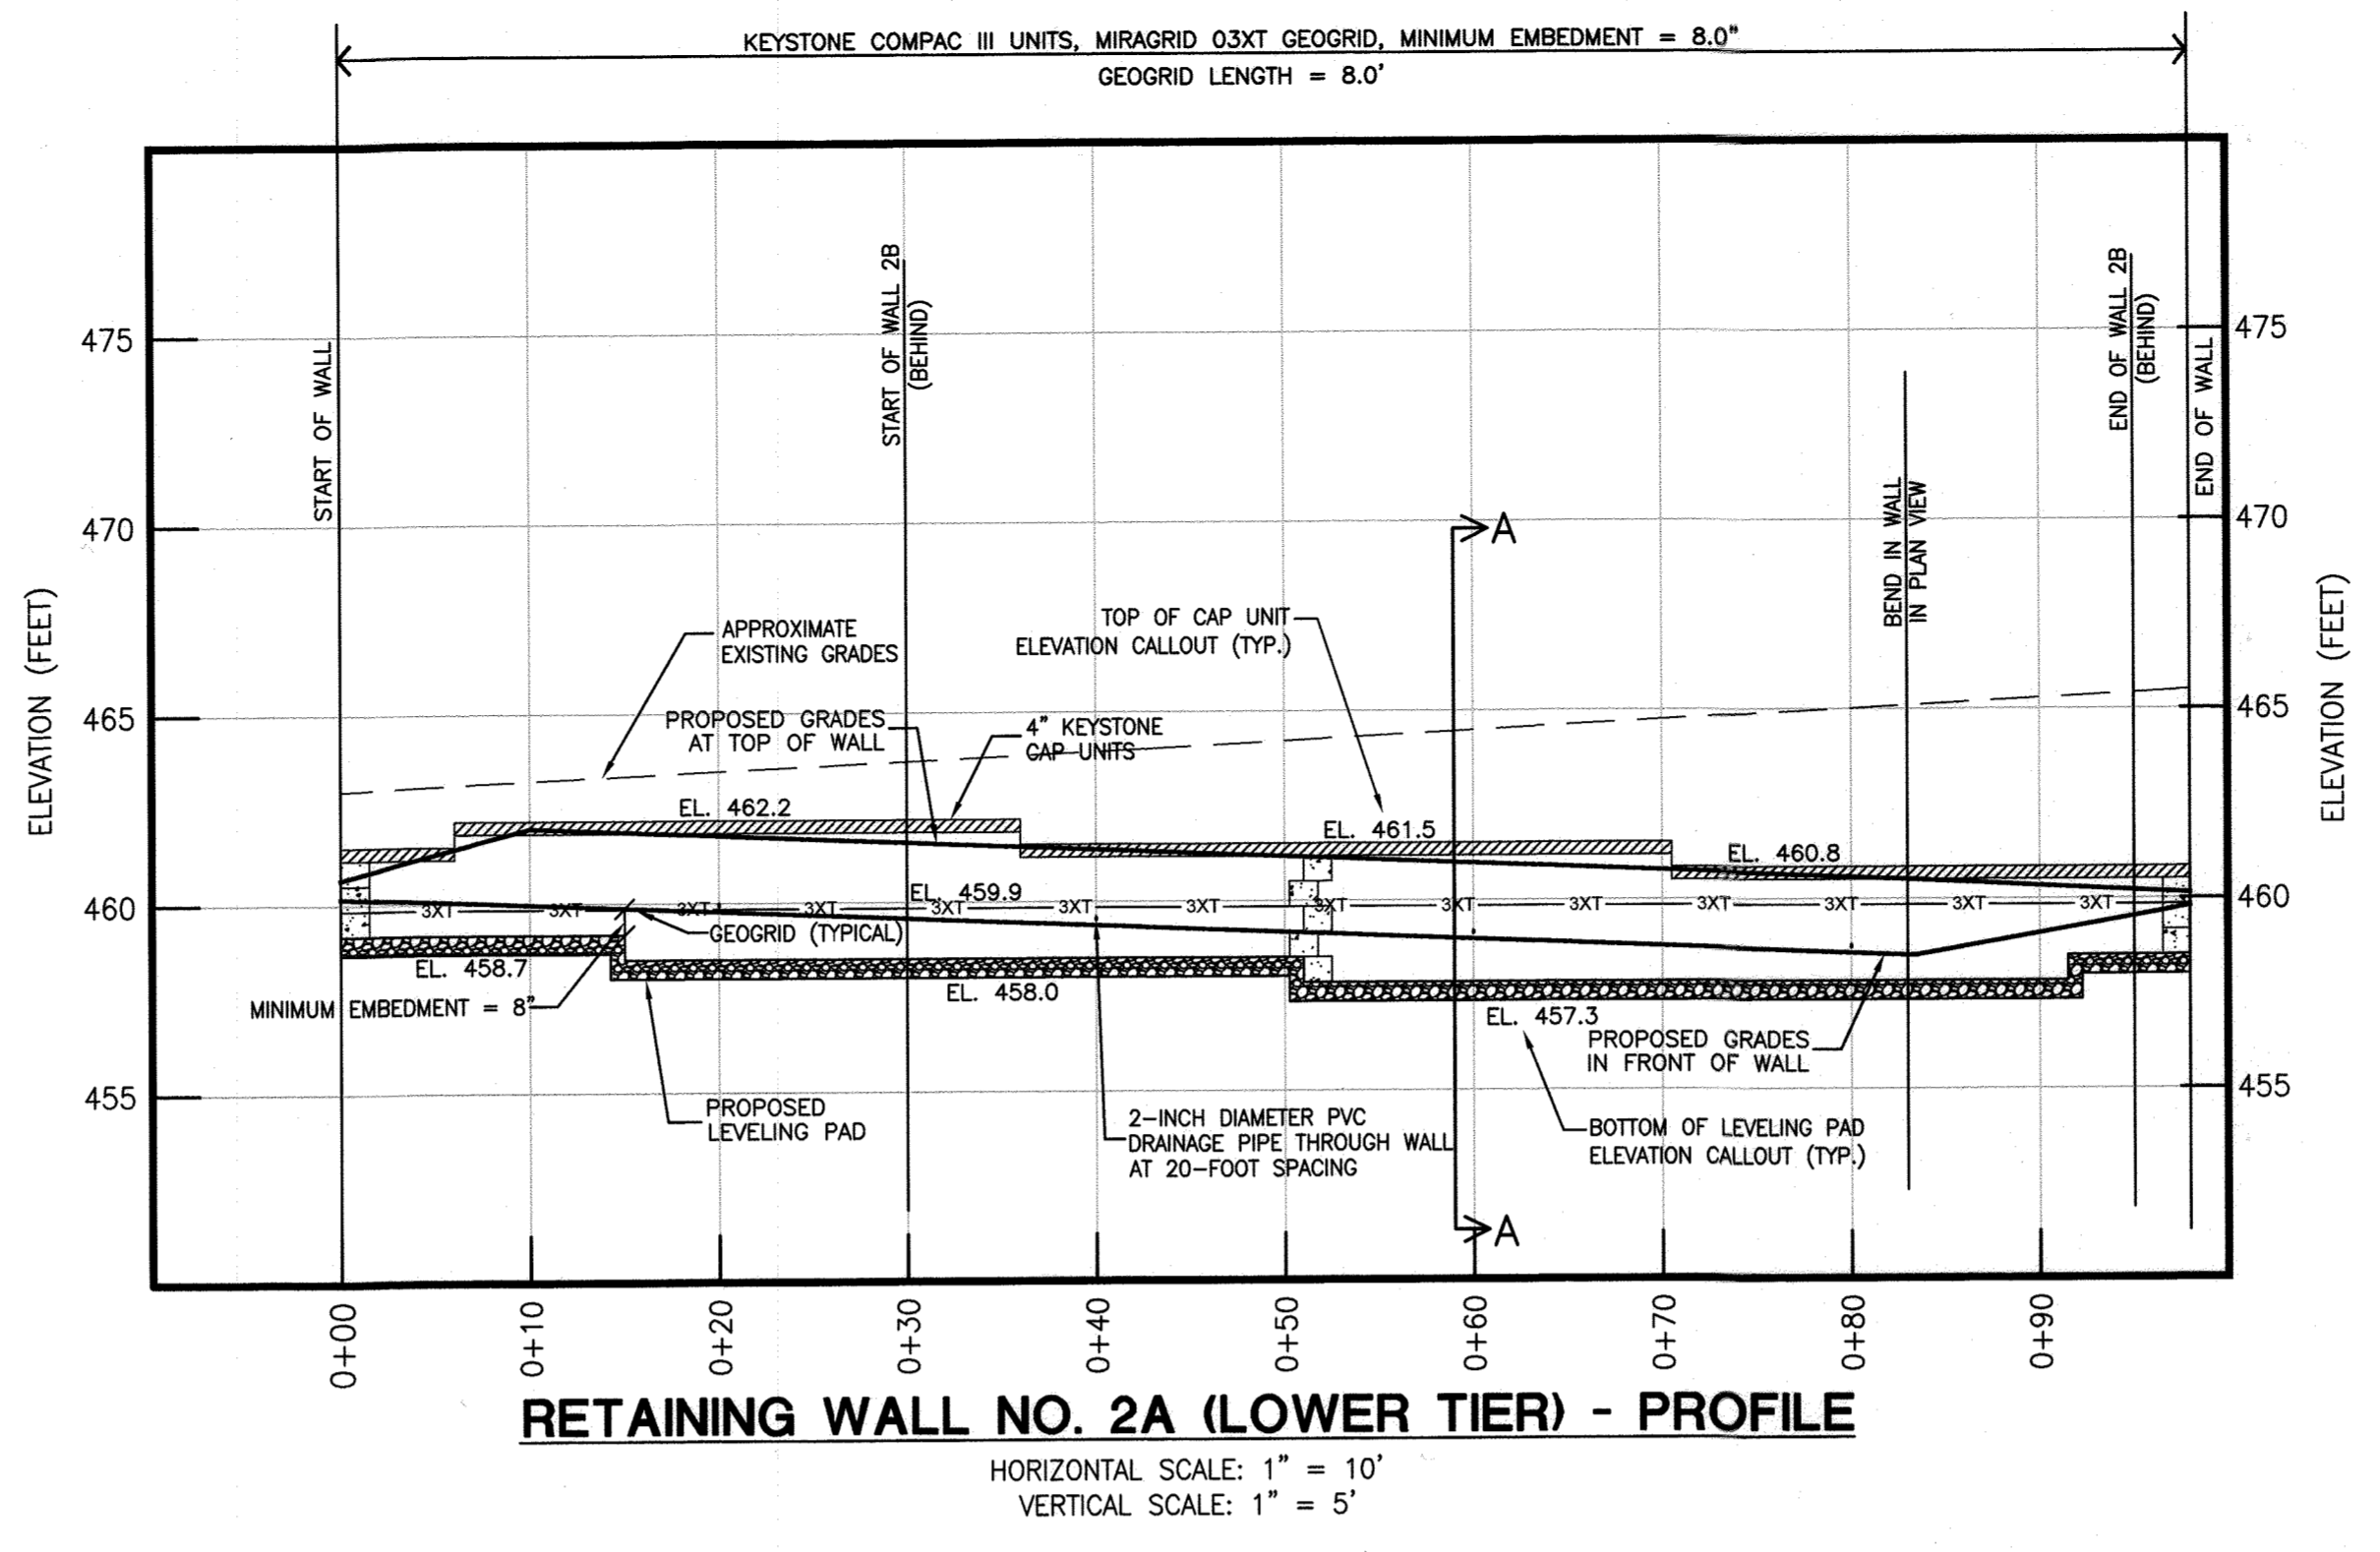 KEYSTONE COMPAC III UNITS, MIRAGRID 03XT GEOGRID, MINIMUM EMBEDMENT = 8.0"
GEOGRID LENGTH = 8.0'
START OF WALL
START OF WALL 2B
(BEHIND)
BEND IN WALL
IN PLAN VIEW
END OF WALL 2B
(BEHIND)
END OF WALL
ELEVATION (FEET)
475
470
465
460
455
475
470
465
460
455
ELEVATION (FEET)
A
APPROXIMATE
EXISTING GRADES
TOP OF CAP UNIT
ELEVATION CALLOUT (TYP.)
PROPOSED GRADES
AT TOP OF WALL
4" KEYSTONE
CAP UNITS
EL. 462.2
EL. 461.5
EL. 460.8
EL. 459.9
3XT 3XT 3XT 3XT 3XT 3XT 3XT 3XT 3XT 3XT 3XT 3XT 3XT 3XT
GEOGRID (TYPICAL)
EL. 458.7
EL. 458.0
MINIMUM EMBEDMENT = 8"
EL. 457.3
PROPOSED GRADES
IN FRONT OF WALL
PROPOSED
LEVELING PAD
2-INCH DIAMETER PVC
DRAINAGE PIPE THROUGH WALL
AT 20-FOOT SPACING
BOTTOM OF LEVELING PAD
ELEVATION CALLOUT (TYP.)
A
0+00 0+10 0+20 0+30 0+40 0+50 0+60 0+70 0+80 0+90
RETAINING WALL NO. 2A (LOWER TIER) - PROFILE
HORIZONTAL SCALE: 1" = 10'
VERTICAL SCALE: 1" = 5'